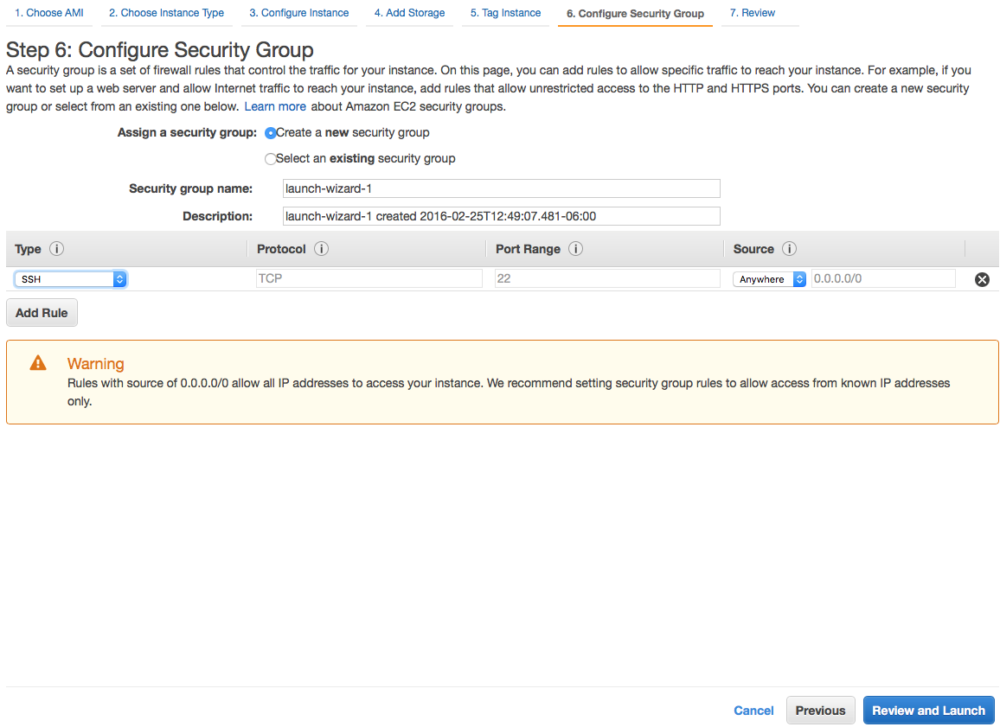 1. Choose AMI 2. Choose Instance Type 3. Configure Instance 4. Add Storage 5. Tag Instance 6. Configure Security Group 7. Review
Step 6: Configure Security Group
A security group is a set of firewall rules that control the traffic for your instance. On this page, you can add rules to allow specific traffic to reach your instance. For example, if you
want to set up a web server and allow Internet traffic to reach your instance, add rules that allow unrestricted access to the HTTP and HTTPS ports. You can create a new security
group or select from an existing one below. Learn more about Amazon EC2 security groups.
Assign a security group: Create a new security group
Select an existing security group
Security group name: launch-wizard-1
Description: launch-wizard-1 created 2016-02-25T12:49:07.481-06:00
Type i Protocol i Port Range i Source i
SSH TCP 22 Anywhere 0.0.0.0/0
Add Rule
Warning
Rules with source of 0.0.0.0/0 allow all IP addresses to access your instance. We recommend setting security group rules to allow access from known IP addresses
only.
Cancel Previous Review and Launch